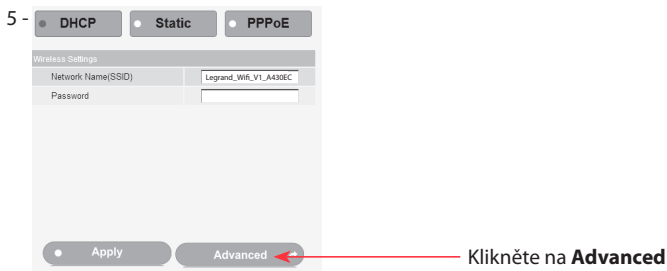 5 - DHCP Static PPPoE
Wireless Settings
Network Name(SSID) Legrand_Wifi_V1_A430EC
Password
Apply Advanced Klikněte na Advanced